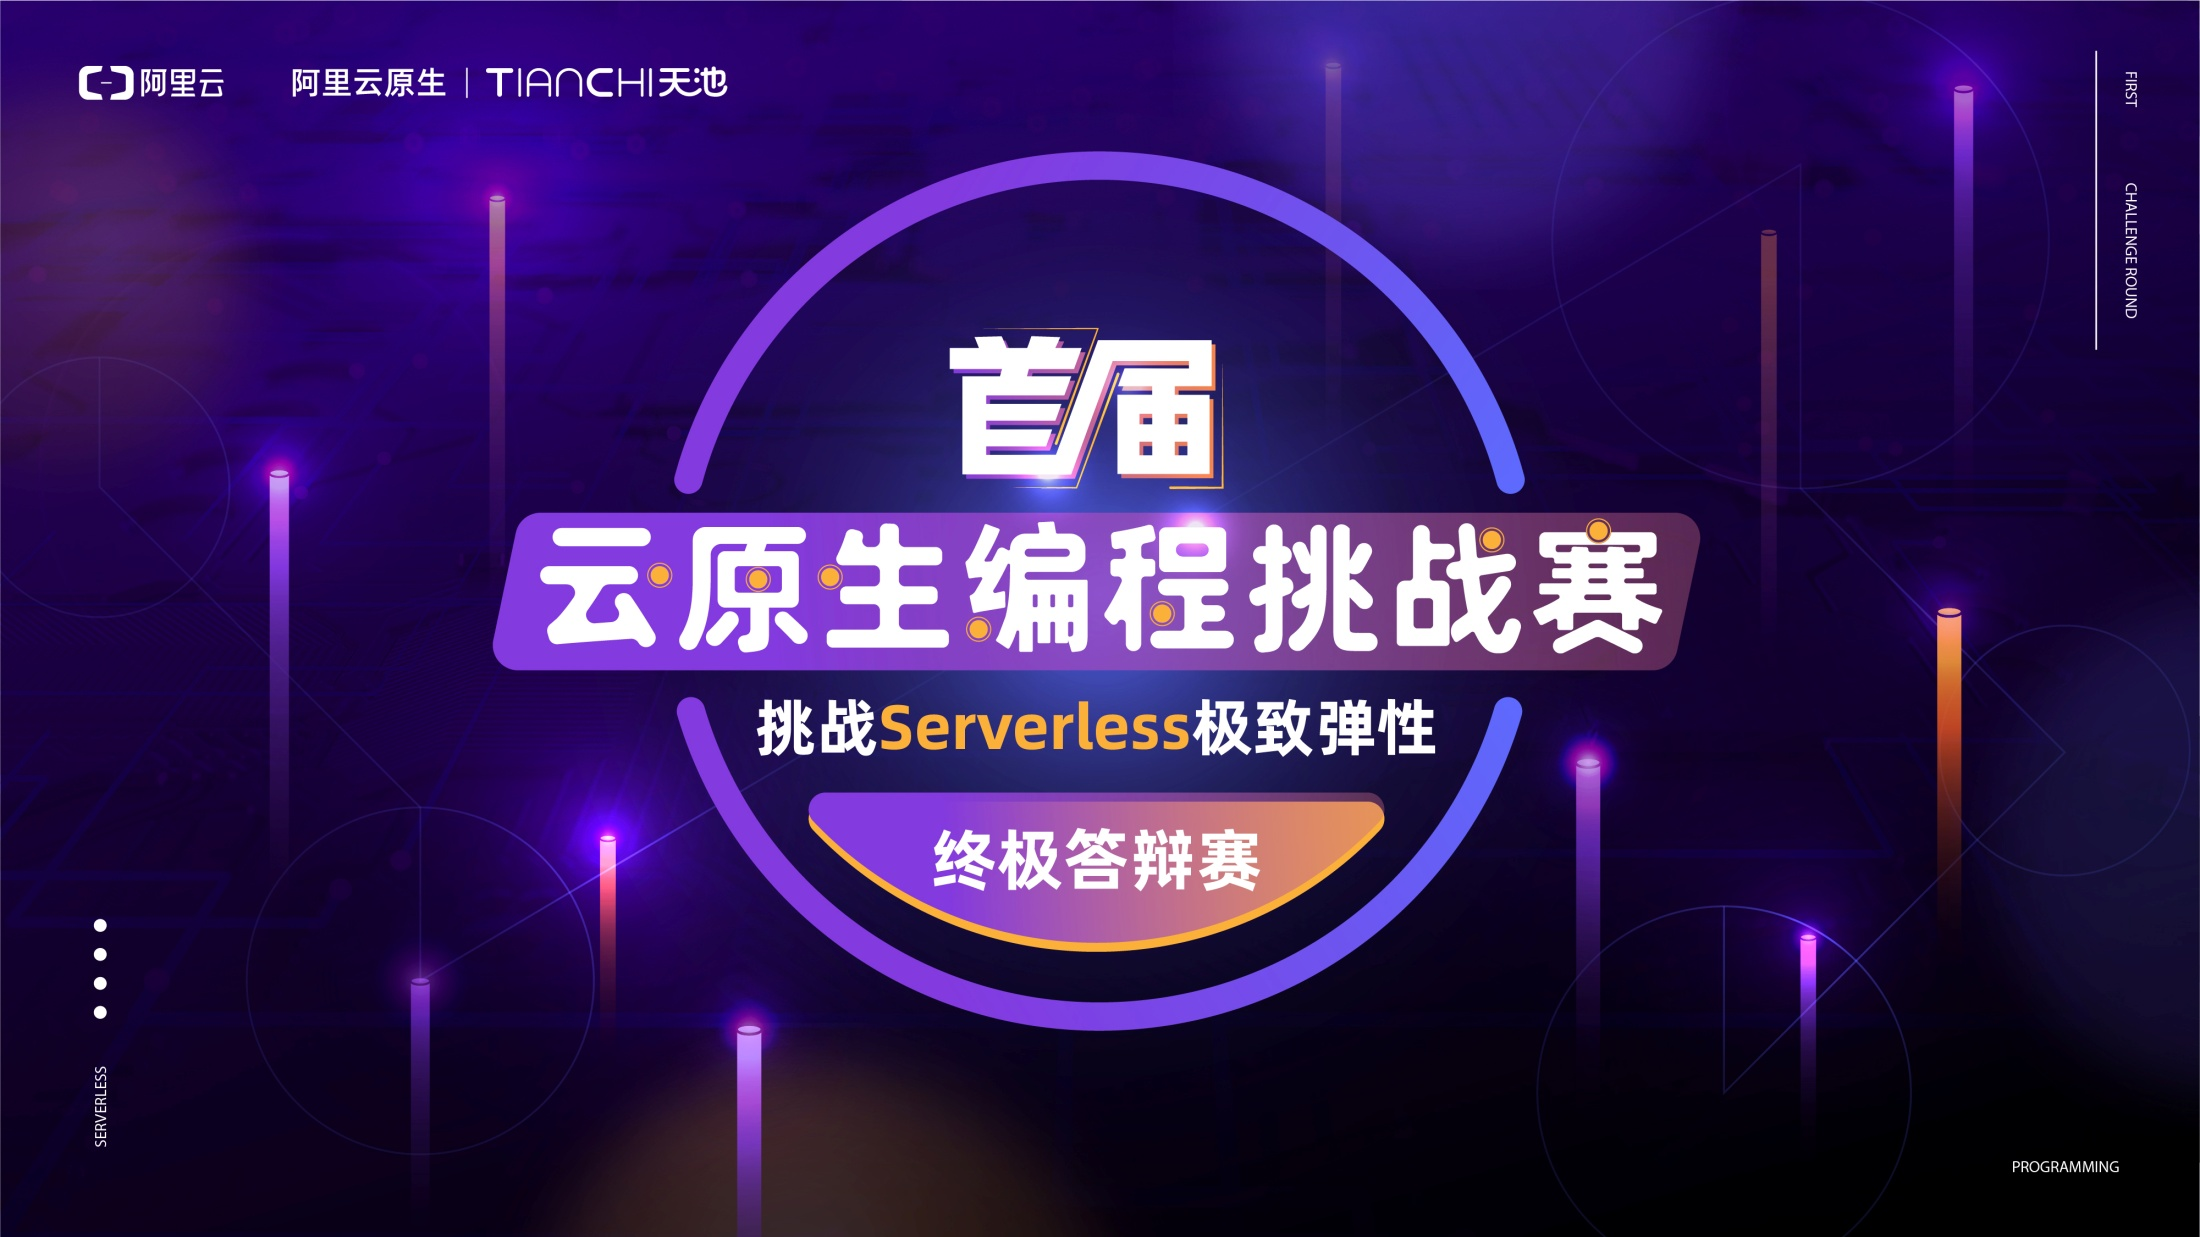 阿里云 阿里云原生 | TIANCHI天池
FIRST CHALLENGE ROUND
首届
云原生编程挑战赛
挑战Serverless极致弹性
终极答辩赛
SERVERLESS
PROGRAMMING